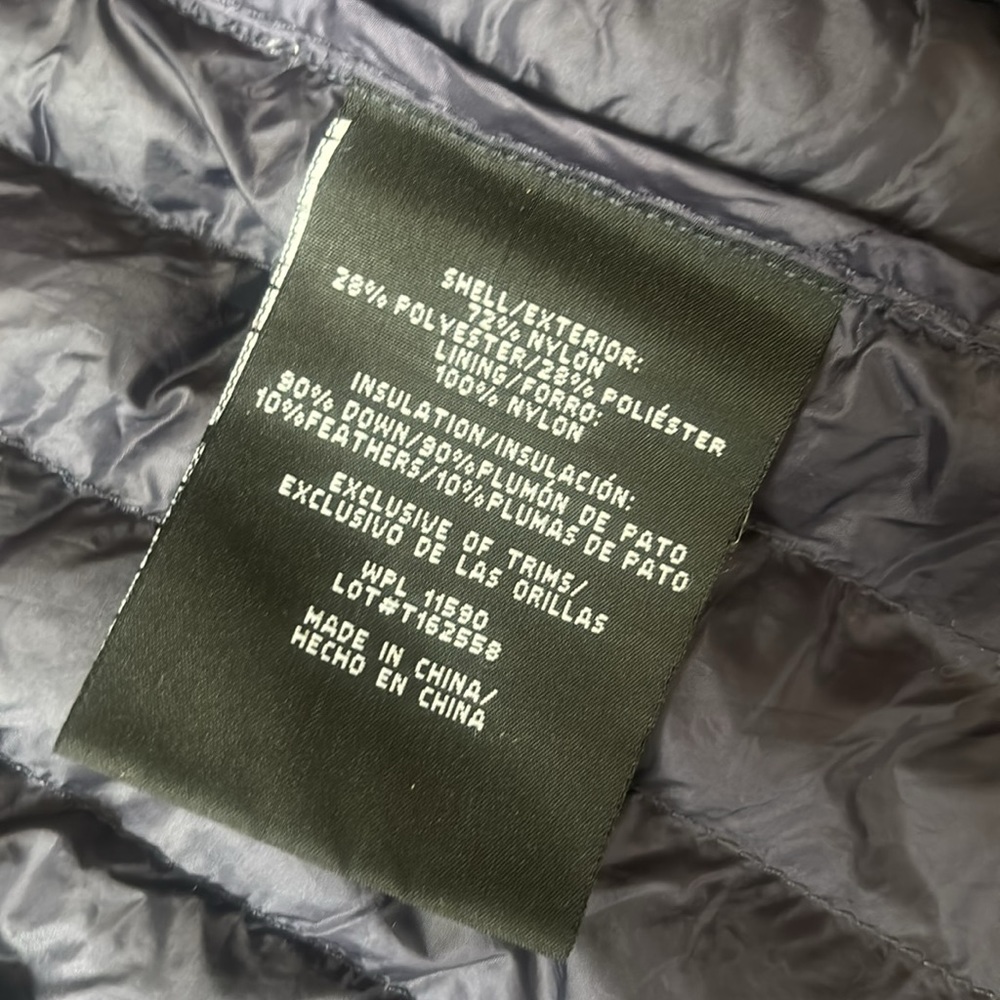 SHELL/EXTERIOR:
72% NYLON
28% POLYESTER/28% POLIÉSTER
LINING/FORRO:
100% NYLON
INSULATION/INSULACIÓN:
90% DOWN/90%PLUMÓN DE PATO
10%FEATHERS/10%PLUMAS DE PATO
EXCLUSIVE OF TRIMS/
EXCLUSIVO DE LAS ORILLAS
WPL 11590
LOT#T162558
MADE IN CHINA/
HECHO EN CHINA